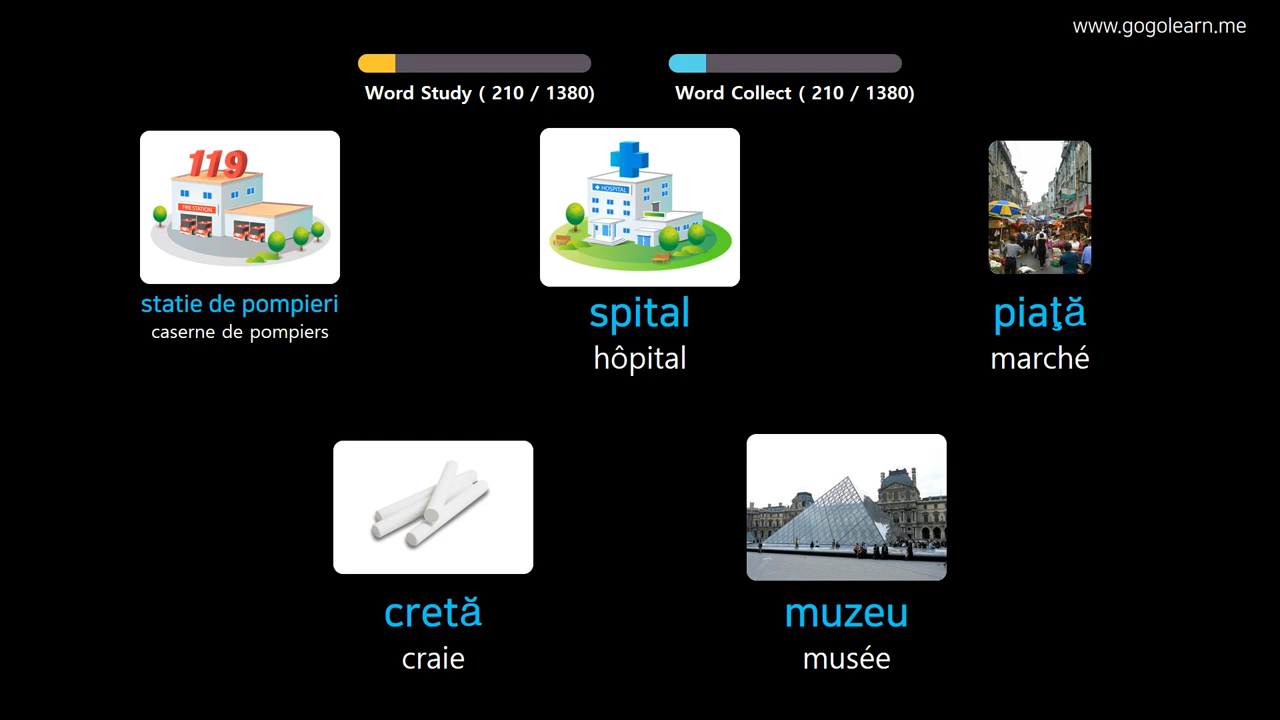 www.gogolearn.me
Word Study ( 210 / 1380)
Word Collect ( 210 / 1380)
119
FIRE STATION
HOSPITAL
statie de pompieri
caserne de pompiers
spital
hôpital
piaţă
marché
cretă
craie
muzeu
musée